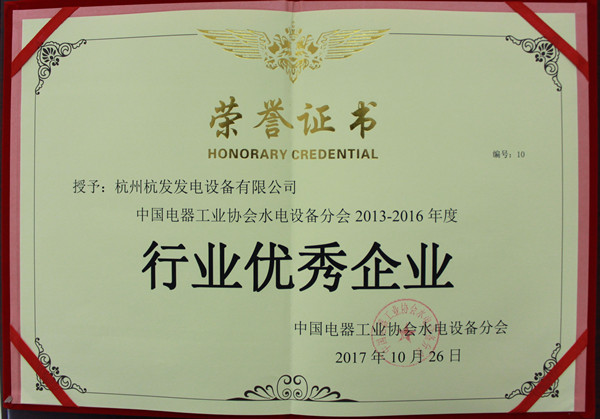 荣誉证书
HONORARY CREDENTIAL
编号：10
授予：杭州杭发发电设备有限公司
中国电器工业协会水电设备分会 2013-2016 年度
行业优秀企业
中国电器工业协会水电设备分会
2017 年 10 月 26 日